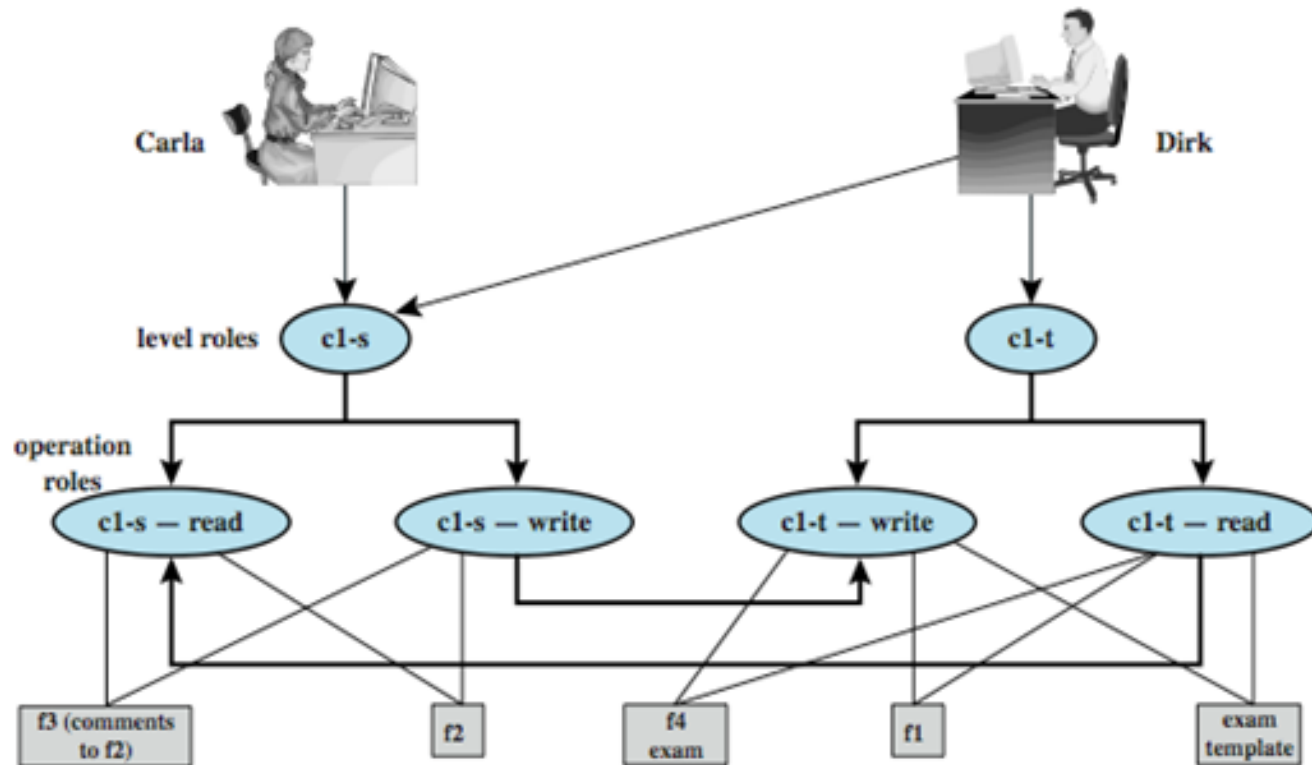 Carla
Dirk
level roles
c1-s
c1-t
operation
roles
c1-s — read
c1-s — write
c1-t — write
c1-t — read
f3 (comments
to f2)
f2
f4
exam
f1
exam
template